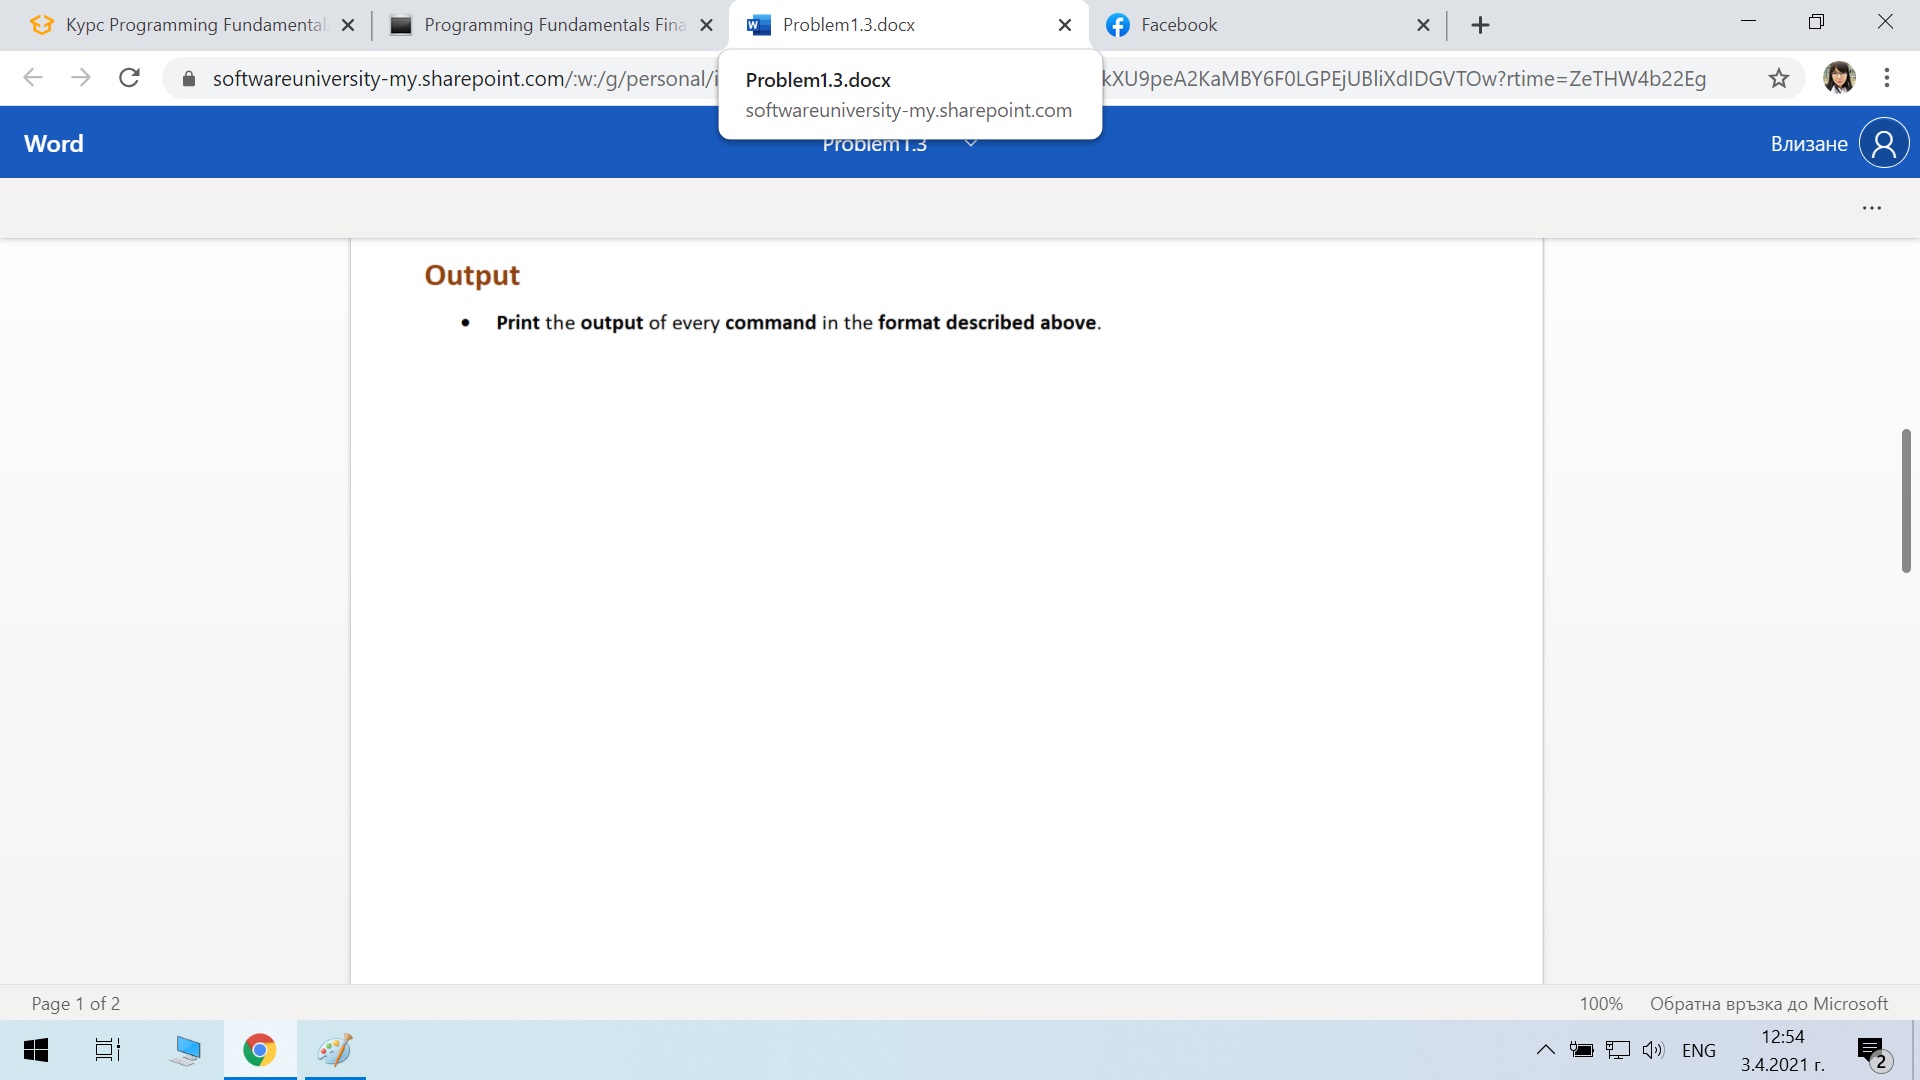 Курс Programming Fundamental
Programming Fundamentals Fina
Problem1.3.docx
Facebook
softwareuniversity-my.sharepoint.com/:w:/g/personal/i
kXU9peA2KaMBY6F0LGPEjUBliXdIDGVTOw?rtime=ZeTHW4b22Eg
Problem1.3.docx
softwareuniversity-my.sharepoint.com
Word
Problem1.3
Влизане
Output
• Print the output of every command in the format described above.
Page 1 of 2
100%
Обратна връзка до Microsoft
ENG
12:54
3.4.2021 г.
2